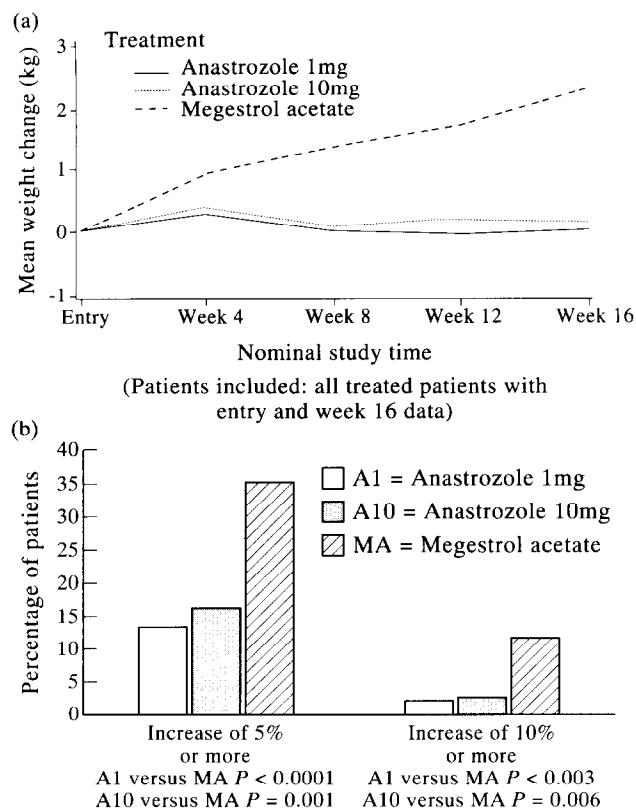 (a)
Mean weight change (kg)
3
2
1
0
-1
Treatment
Anastrozole 1mg
Anastrozole 10mg
Megestrol acetate
Entry Week 4 Week 8 Week 12 Week 16
Nominal study time
(Patients included: all treated patients with
entry and week 16 data)
(b)
Percentage of patients
40
35
30
25
20
15
10
5
0
A1 = Anastrozole 1mg
A10 = Anastrozole 10mg
MA = Megestrol acetate
Increase of 5%
or more
A1 versus MA P < 0.0001
A10 versus MA P = 0.001
Increase of 10%
or more
A1 versus MA P < 0.003
A10 versus MA P = 0.006